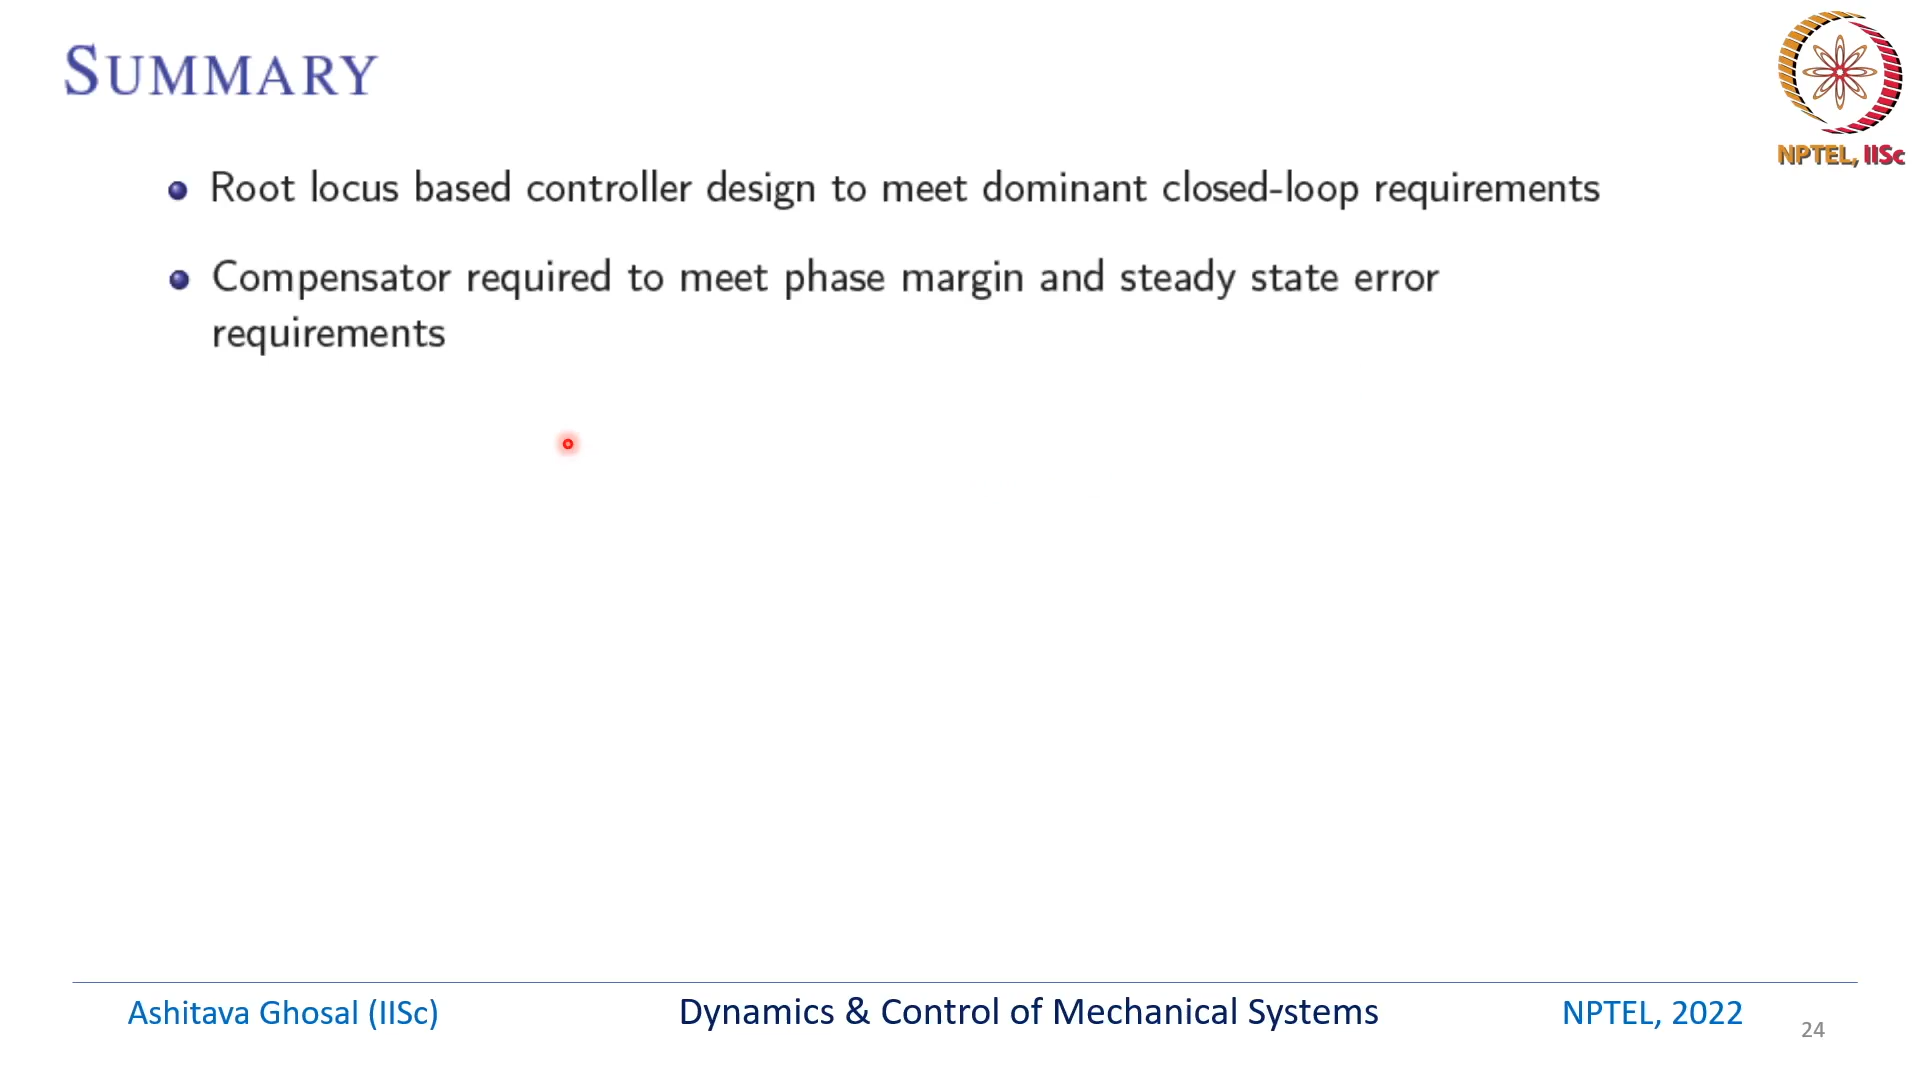 SUMMARY
NPTEL, IISc
Root locus based controller design to meet dominant closed-loop requirements
Compensator required to meet phase margin and steady state error
requirements
Ashitava Ghosal (IISc)
Dynamics & Control of Mechanical Systems
NPTEL, 2022
24